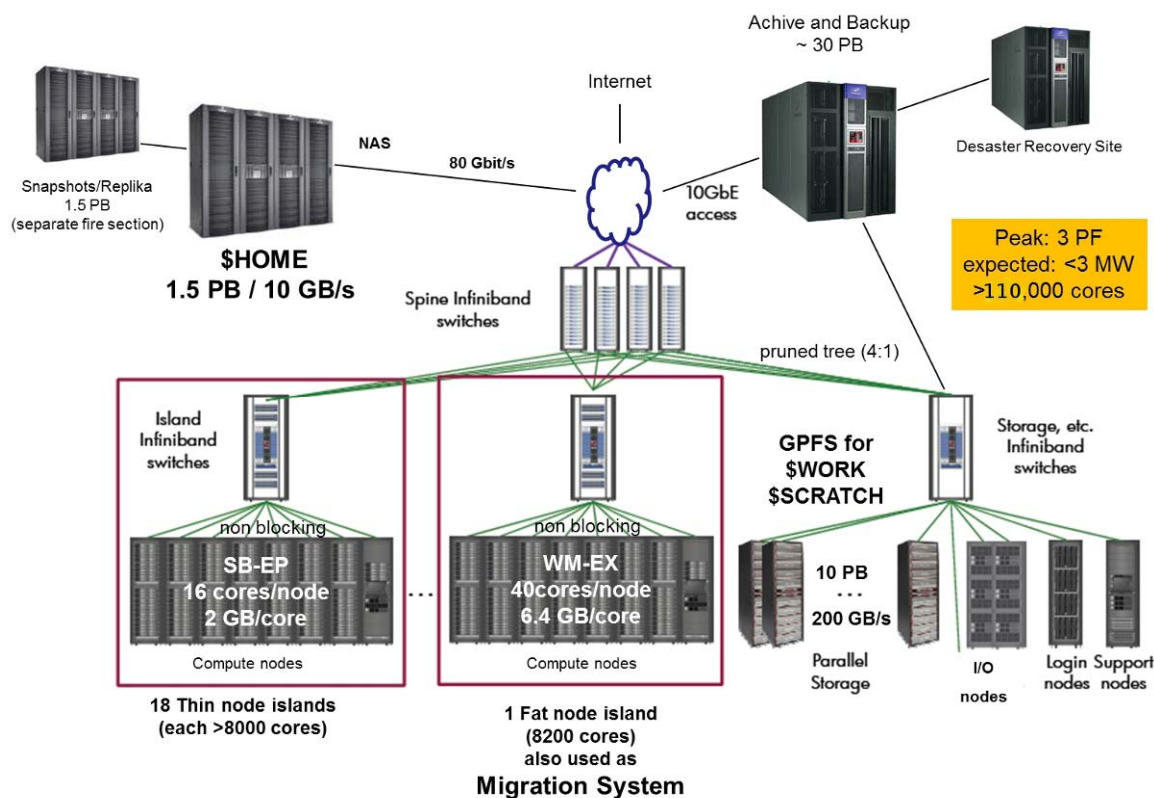 Achive and Backup
~ 30 PB
Internet
Desaster Recovery Site
NAS
80 Gbit/s
10GbE
access
Snapshots/Replika
1.5 PB
(separate fire section)
$HOME
1.5 PB / 10 GB/s
Peak: 3 PF
expected: <3 MW
>110,000 cores
Spine Infiniband
switches
pruned tree (4:1)
Island
Infiniband
switches
GPFS for
$WORK
$SCRATCH
Storage, etc.
Infiniband
switches
non blocking
SB-EP
16 cores/node
2 GB/core
Compute nodes
...
non blocking
WM-EX
40cores/node
6.4 GB/core
Compute nodes
10 PB
...
200 GB/s
Parallel
Storage
I/O
nodes
Login
nodes
Support
nodes
18 Thin node islands
(each >8000 cores)
1 Fat node island
(8200 cores)
also used as
Migration System